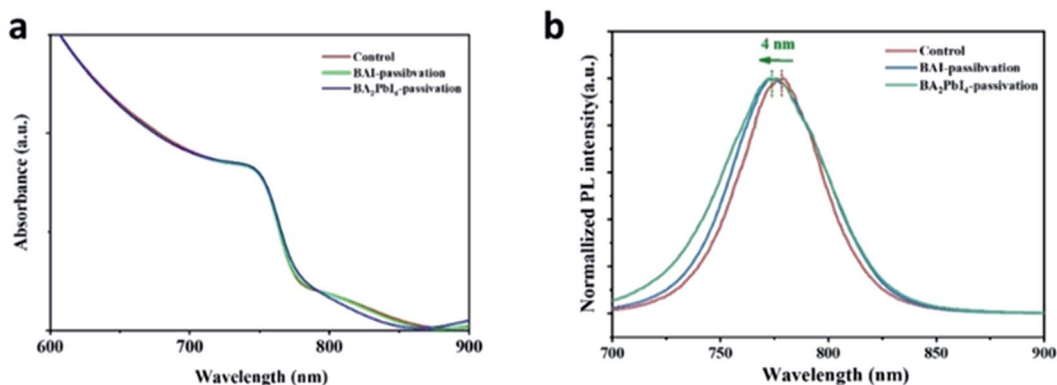 a
Control
BAI-passibvation
BA₂PbI₄-passivation
Absorbance (a.u.)
600
700
800
900
Wavelength (nm)
b
4 nm
Control
BAI-passibvation
BA₂PbI₄-passivation
Normallized PL intensity(a.u.)
700
750
800
850
900
Wavelength (nm)